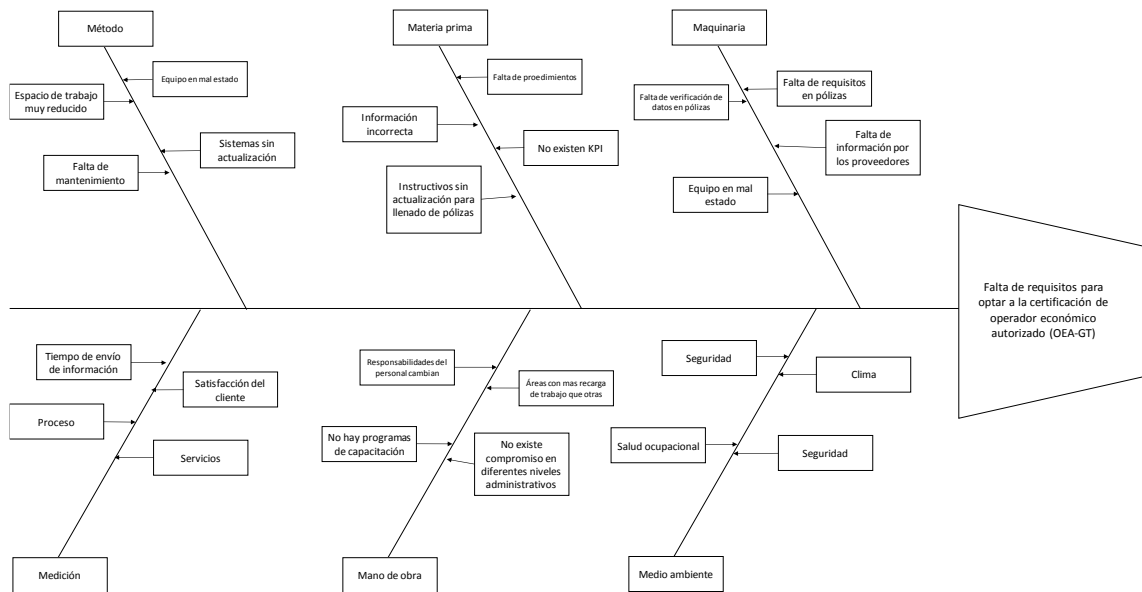 Método
Materia prima
Maquinaria
Equipo en mal estado
Espacio de trabajo
muy reducido
Sistemas sin
actualización
Falta de
mantenimiento
Falta de proedimientos
Información
incorrecta
No existen KPI
Instructivos sin
actualización para
llenado de pólizas
Falta de requisitos
en pólizas
Falta de verificación de
datos en pólizas
Falta de
información por
los proveedores
Equipo en mal
estado
Falta de requisitos para
optar a la certificación de
operador económico
autorizado (OEA-GT)
Tiempo de envío
de información
Satisfacción del
cliente
Proceso
Servicios
Responsabilidades del
personal cambian
Áreas con mas recarga
de trabajo que otras
No hay programas
de capacitación
No existe
compromiso en
diferentes niveles
administrativos
Seguridad
Clima
Salud ocupacional
Seguridad
Medición
Mano de obra
Medio ambiente